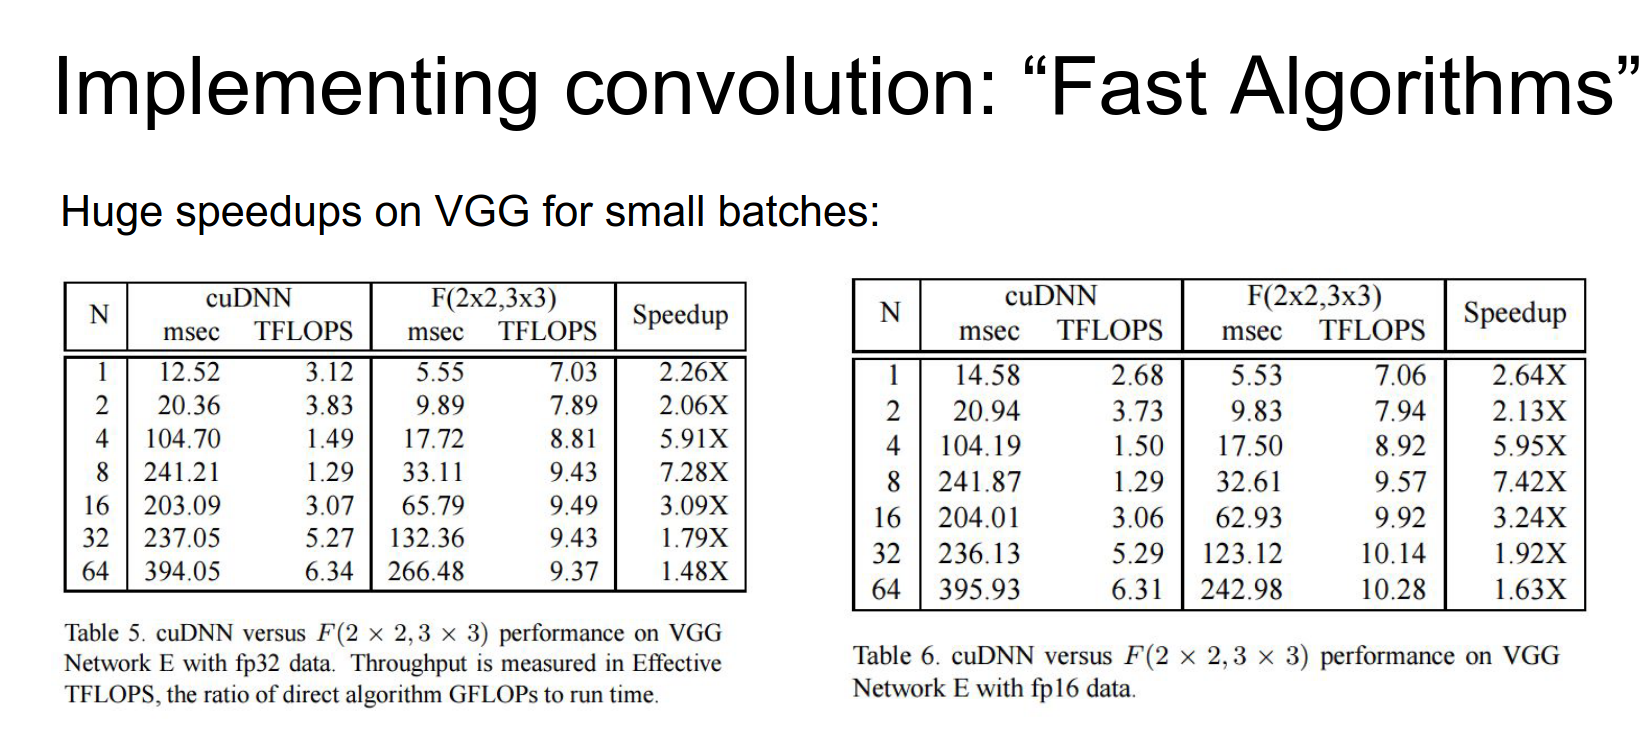 Implementing convolution: “Fast Algorithms”
Huge speedups on VGG for small batches:
N cuDNN F(2x2,3x3) Speedup
msec TFLOPS msec TFLOPS
1 12.52 3.12 5.55 7.03 2.26X
2 20.36 3.83 9.89 7.89 2.06X
4 104.70 1.49 17.72 8.81 5.91X
8 241.21 1.29 33.11 9.43 7.28X
16 203.09 3.07 65.79 9.49 3.09X
32 237.05 5.27 132.36 9.43 1.79X
64 394.05 6.34 266.48 9.37 1.48X
Table 5. cuDNN versus F(2 × 2, 3 × 3) performance on VGG
Network E with fp32 data. Throughput is measured in Effective
TFLOPS, the ratio of direct algorithm GFLOPs to run time.
N cuDNN F(2x2,3x3) Speedup
msec TFLOPS msec TFLOPS
1 14.58 2.68 5.53 7.06 2.64X
2 20.94 3.73 9.83 7.94 2.13X
4 104.19 1.50 17.50 8.92 5.95X
8 241.87 1.29 32.61 9.57 7.42X
16 204.01 3.06 62.93 9.92 3.24X
32 236.13 5.29 123.12 10.14 1.92X
64 395.93 6.31 242.98 10.28 1.63X
Table 6. cuDNN versus F(2 × 2, 3 × 3) performance on VGG
Network E with fp16 data.